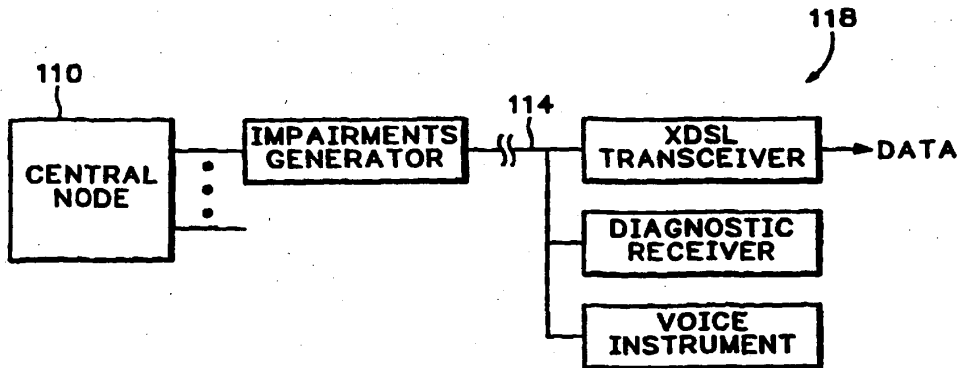 118
110
114
CENTRAL
NODE
IMPAIRMENTS
GENERATOR
XDSL
TRANSCEIVER
DATA
DIAGNOSTIC
RECEIVER
VOICE
INSTRUMENT